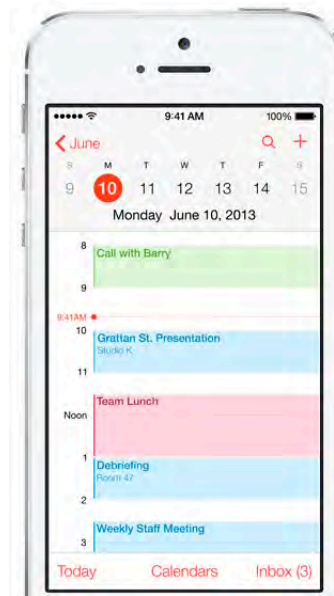 9:41 AM 100%
June
S M T W T F S
9 10 11 12 13 14 15
Monday June 10, 2013
8
Call with Barry
9
9:41AM
10
Grattan St. Presentation
Studio K
11
Team Lunch
Noon
1
Debriefing
Room 47
2
Weekly Staff Meeting
3
Today Calendars Inbox (3)